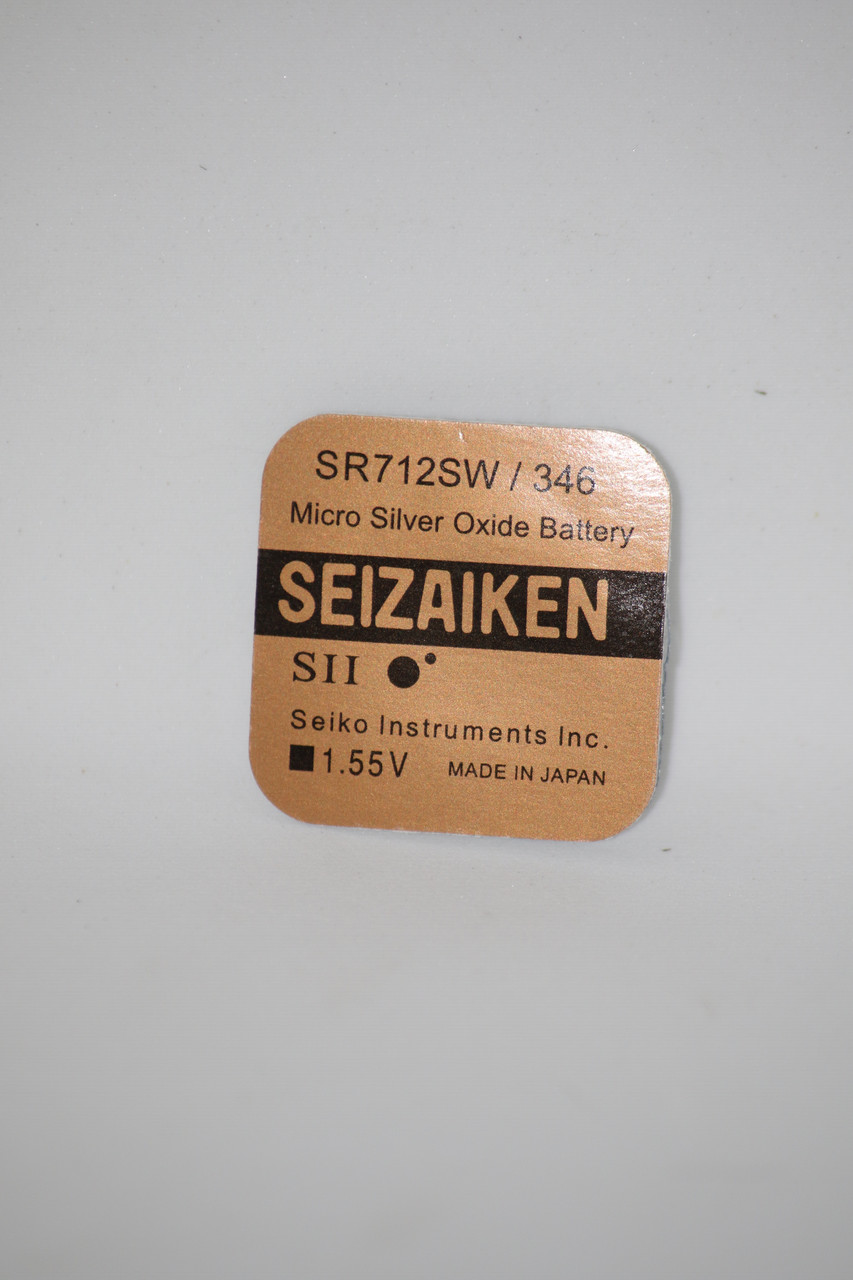 SR712SW / 346
Micro Silver Oxide Battery
SEIZAIKEN
SII
Seiko Instruments Inc.
1.55V MADE IN JAPAN